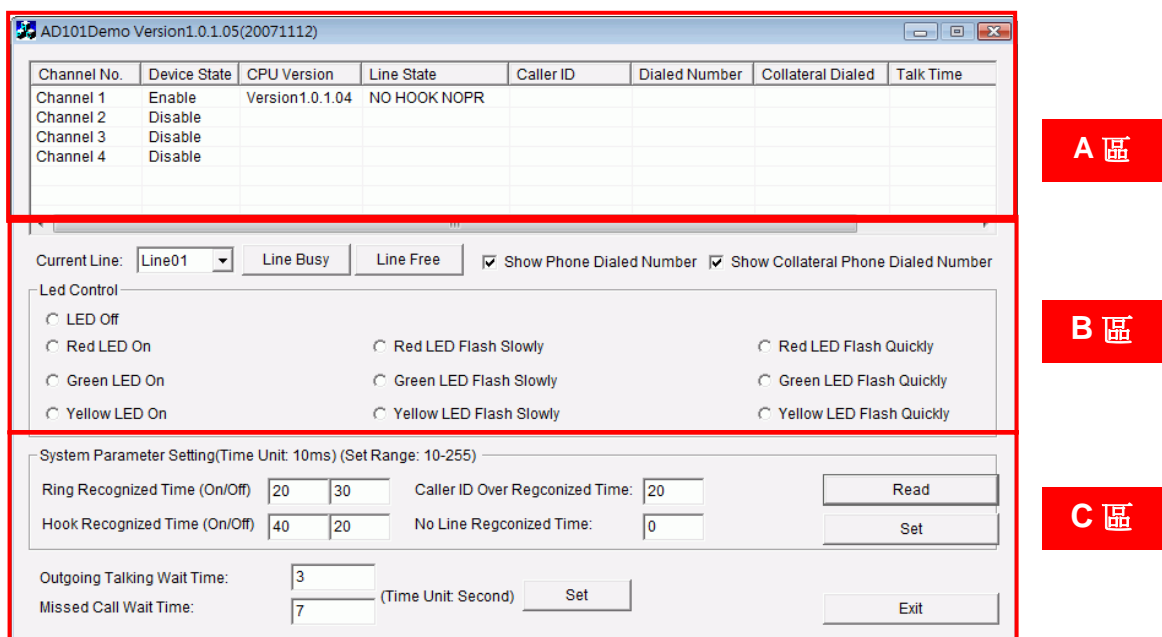 AD101Demo Version1.0.1.05(20071112)
Channel No. Device State CPU Version Line State Caller ID Dialed Number Collateral Dialed Talk Time
Channel 1 Enable Version1.0.1.04 NO HOOK NOPR
Channel 2 Disable
Channel 3 Disable
Channel 4 Disable
A 區
Current Line: Line01 Line Busy Line Free Show Phone Dialed Number Show Collateral Phone Dialed Number
Led Control
LED Off
Red LED On Red LED Flash Slowly Red LED Flash Quickly
Green LED On Green LED Flash Slowly Green LED Flash Quickly
Yellow LED On Yellow LED Flash Slowly Yellow LED Flash Quickly
B 區
System Parameter Setting(Time Unit: 10ms) (Set Range: 10-255)
Ring Recognized Time (On/Off) 20 30 Caller ID Over Regconized Time: 20 Read
Hook Recognized Time (On/Off) 40 20 No Line Regconized Time: 0 Set
C 區
Outgoing Talking Wait Time: 3
(Time Unit: Second) Set
Missed Call Wait Time: 7
Exit